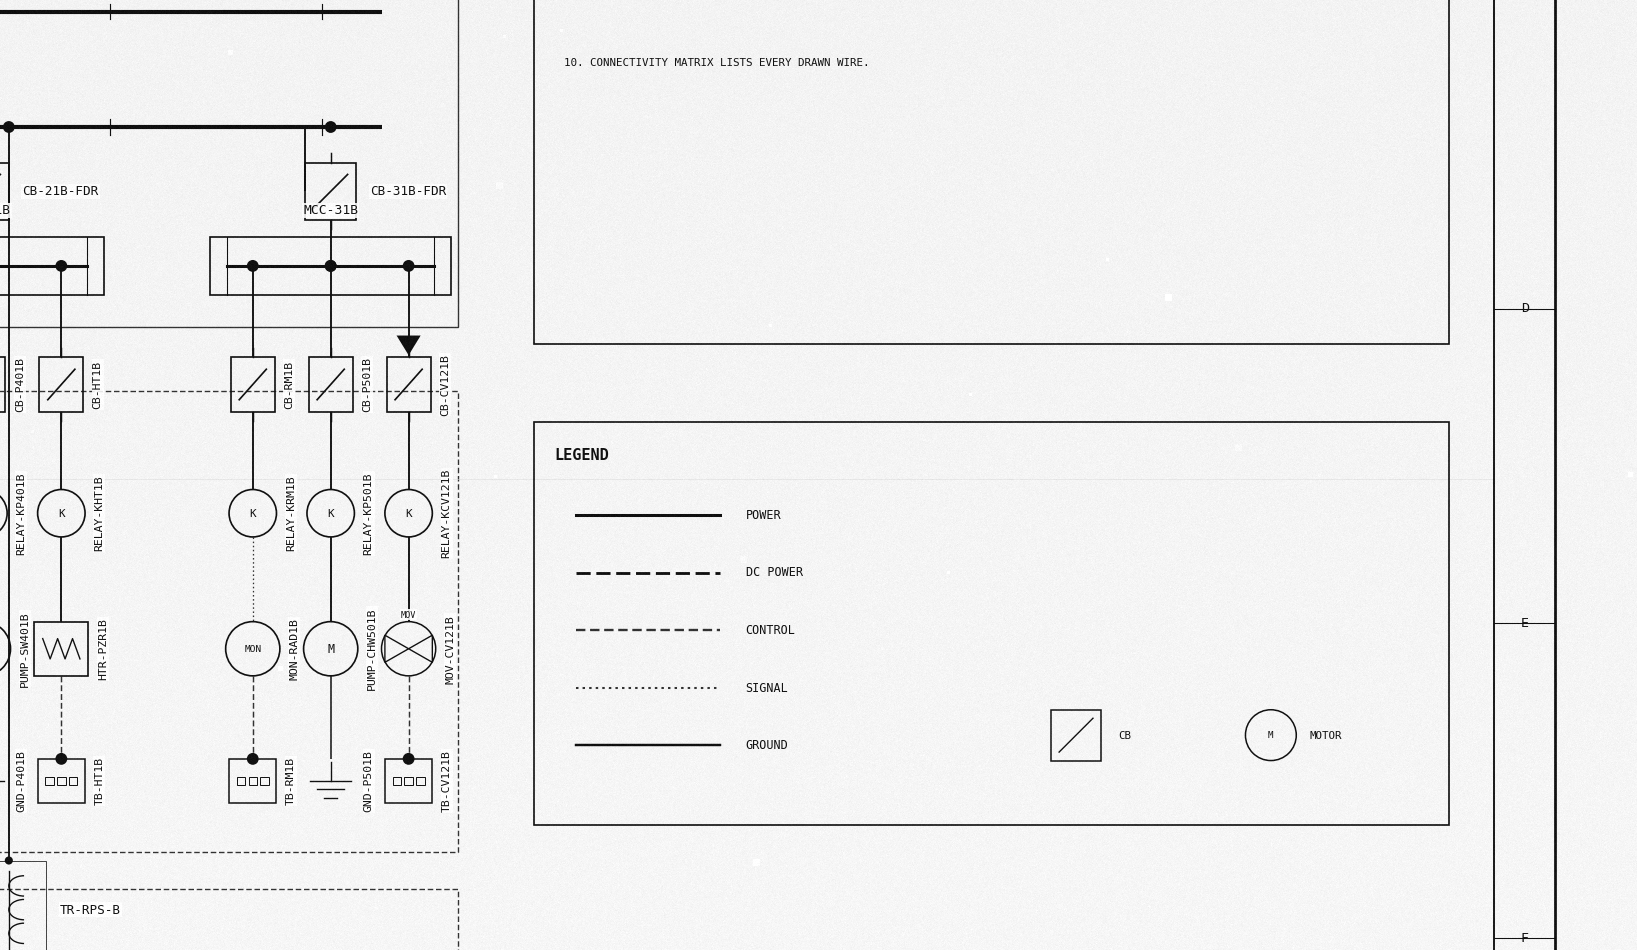 10. CONNECTIVITY MATRIX LISTS EVERY DRAWN WIRE.
CB-21B-FDR
CB-31B-FDR
MCC-31B
D
CB-P401B
CB-HT1B
CB-RM1B
CB-P501B
CB-CV121B
LEGEND
RELAY-KP401B
K
RELAY-KHT1B
K
RELAY-KRM1B
K
RELAY-KP501B
K
RELAY-KCV121B
POWER
DC POWER
CONTROL
SIGNAL
GROUND
E
PUMP-SW401B
HTR-PZR1B
MON
MON-RAD1B
M
PUMP-CHW501B
MOV
MOV-CV121B
CB
M
MOTOR
GND-P401B
TB-HT1B
TB-RM1B
GND-P501B
TB-CV121B
TR-RPS-B
F